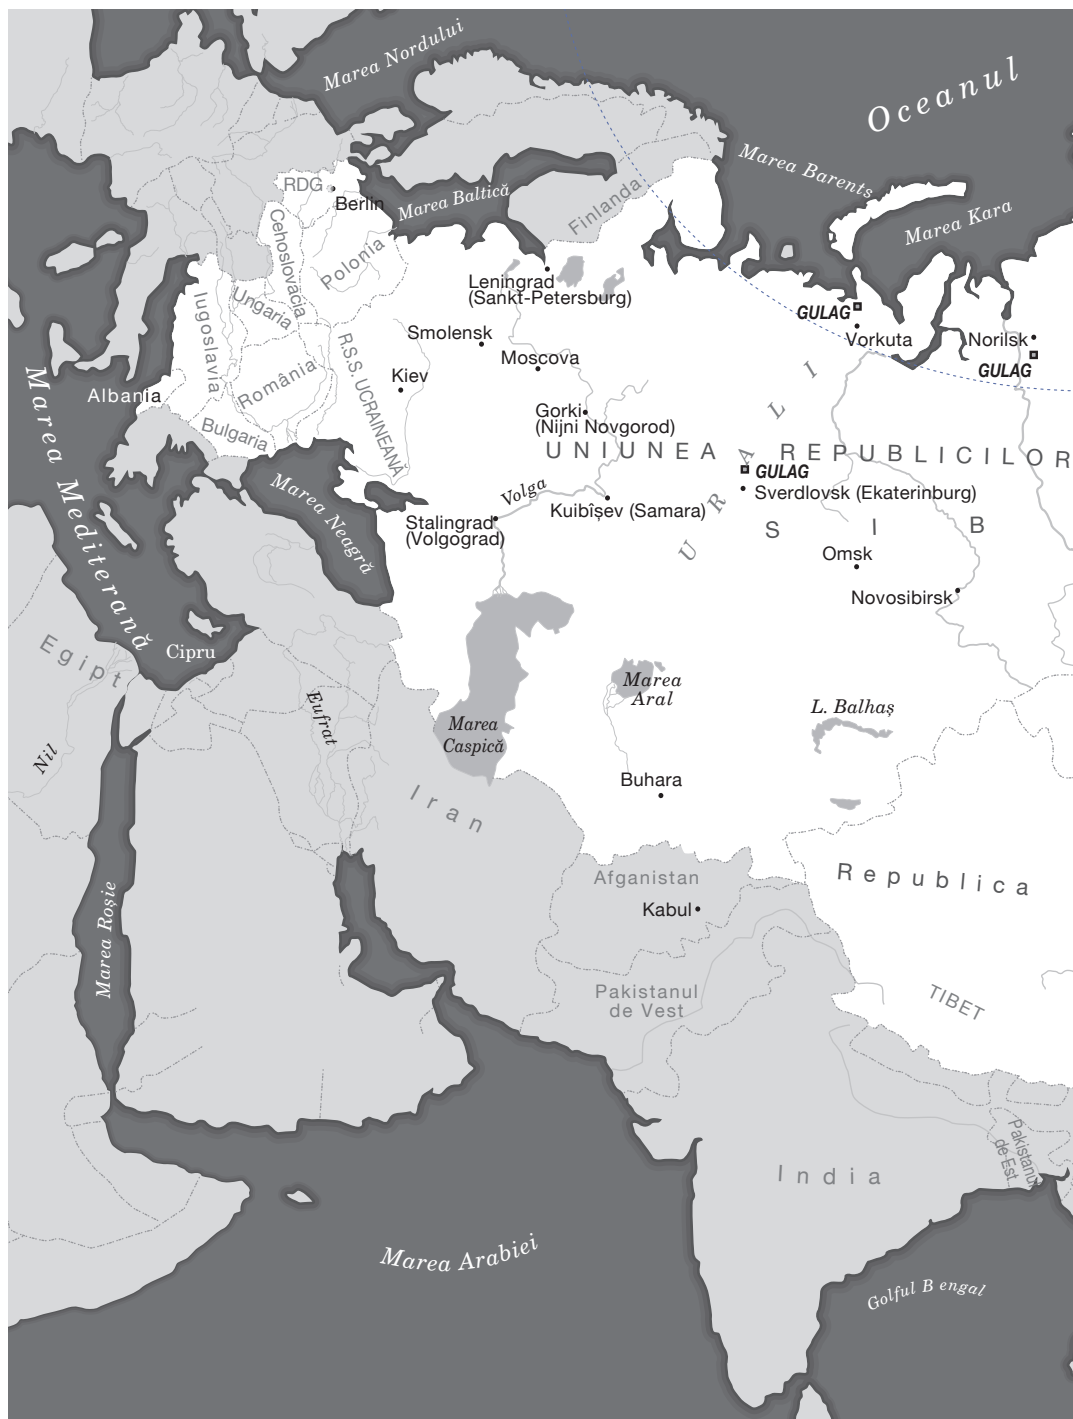 Marea Nordului
Oceanul
Marea Barents
Marea Kara
RDG
Berlin
Marea Baltică
Finlanda
Cehoslovacia
Polonia
Leningrad
(Sankt-Petersburg)
GULAG
Vorkuta
Norilsk
GULAG
Iugoslavia
Ungaria
Smolensk
Moscova
R.S.S. UCRAINEANĂ
România
Kiev
Albania
Bulgaria
Gorki
(Nijni Novgorod)
UNIUNEA REPUBLICILOR
URALI
GULAG
Sverdlovsk (Ekaterinburg)
Marea Mediterană
Marea Neagră
Volga
Kuibîșev (Samara)
Stalingrad
(Volgograd)
S I B
Omsk
Novosibirsk
Cipru
Egipt
Nil
Eufrat
Marea
Caspică
Marea
Aral
L. Balhaș
Buhara
Iran
Marea Roșie
Afganistan
Kabul
Republica
Pakistanul
de Vest
TIBET
Pakistanul
de Est
India
Marea Arabiei
Golful B engal